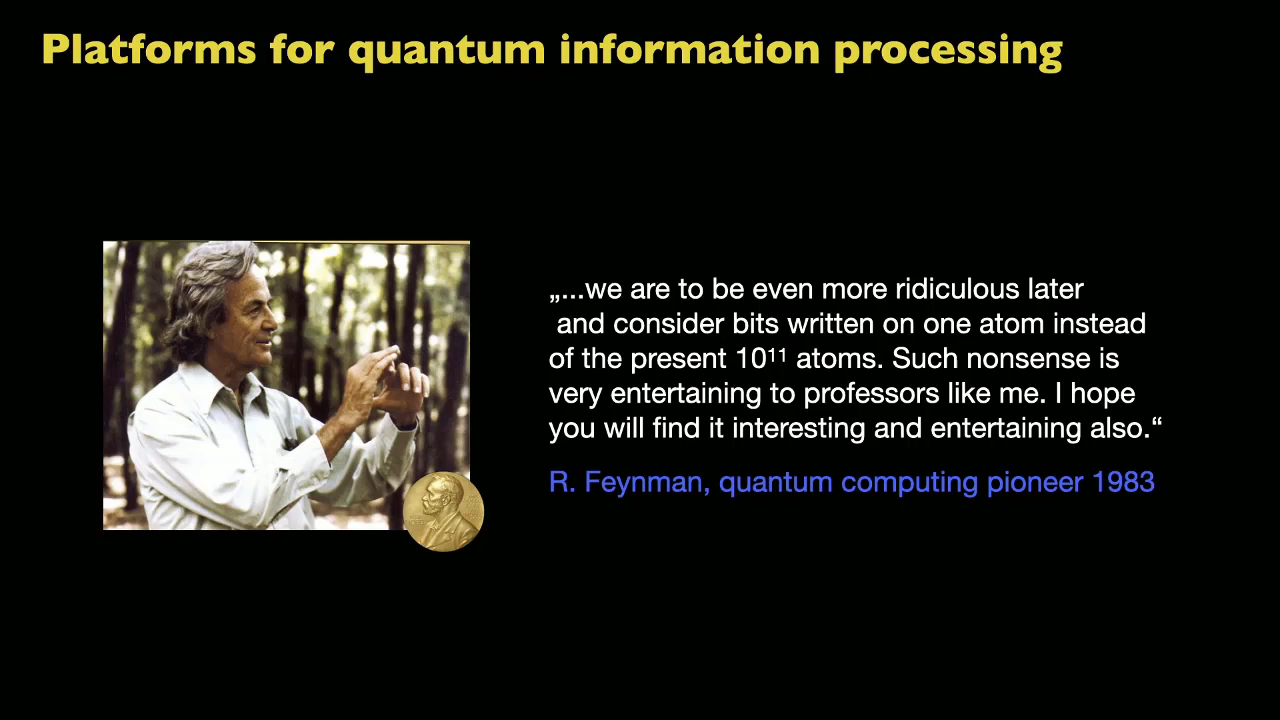 Platforms for quantum information processing
„...we are to be even more ridiculous later
and consider bits written on one atom instead
of the present 10¹¹ atoms. Such nonsense is
very entertaining to professors like me. I hope
you will find it interesting and entertaining also.“
R. Feynman, quantum computing pioneer 1983